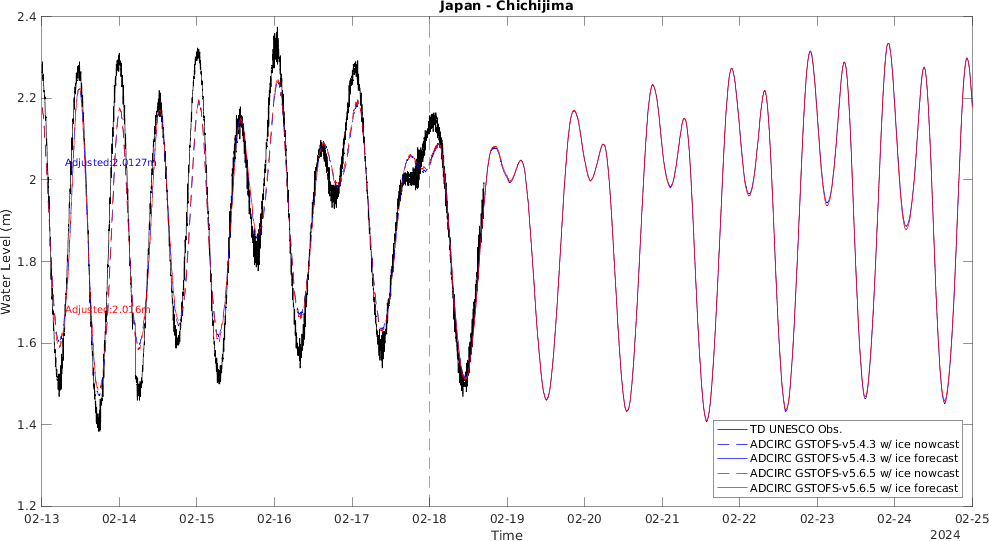 Japan - Chichijima
2.4
2.2
2
1.8
1.6
1.4
1.2
Water Level (m)
Adjusted:2.0127m
Adjusted:2.016m
TD UNESCO Obs.
ADCIRC GSTOFS-v5.4.3 w/ ice nowcast
ADCIRC GSTOFS-v5.4.3 w/ ice forecast
ADCIRC GSTOFS-v5.6.5 w/ ice nowcast
ADCIRC GSTOFS-v5.6.5 w/ ice forecast
02-13 02-14 02-15 02-16 02-17 02-18 02-19 02-20 02-21 02-22 02-23 02-24 02-25
Time
2024